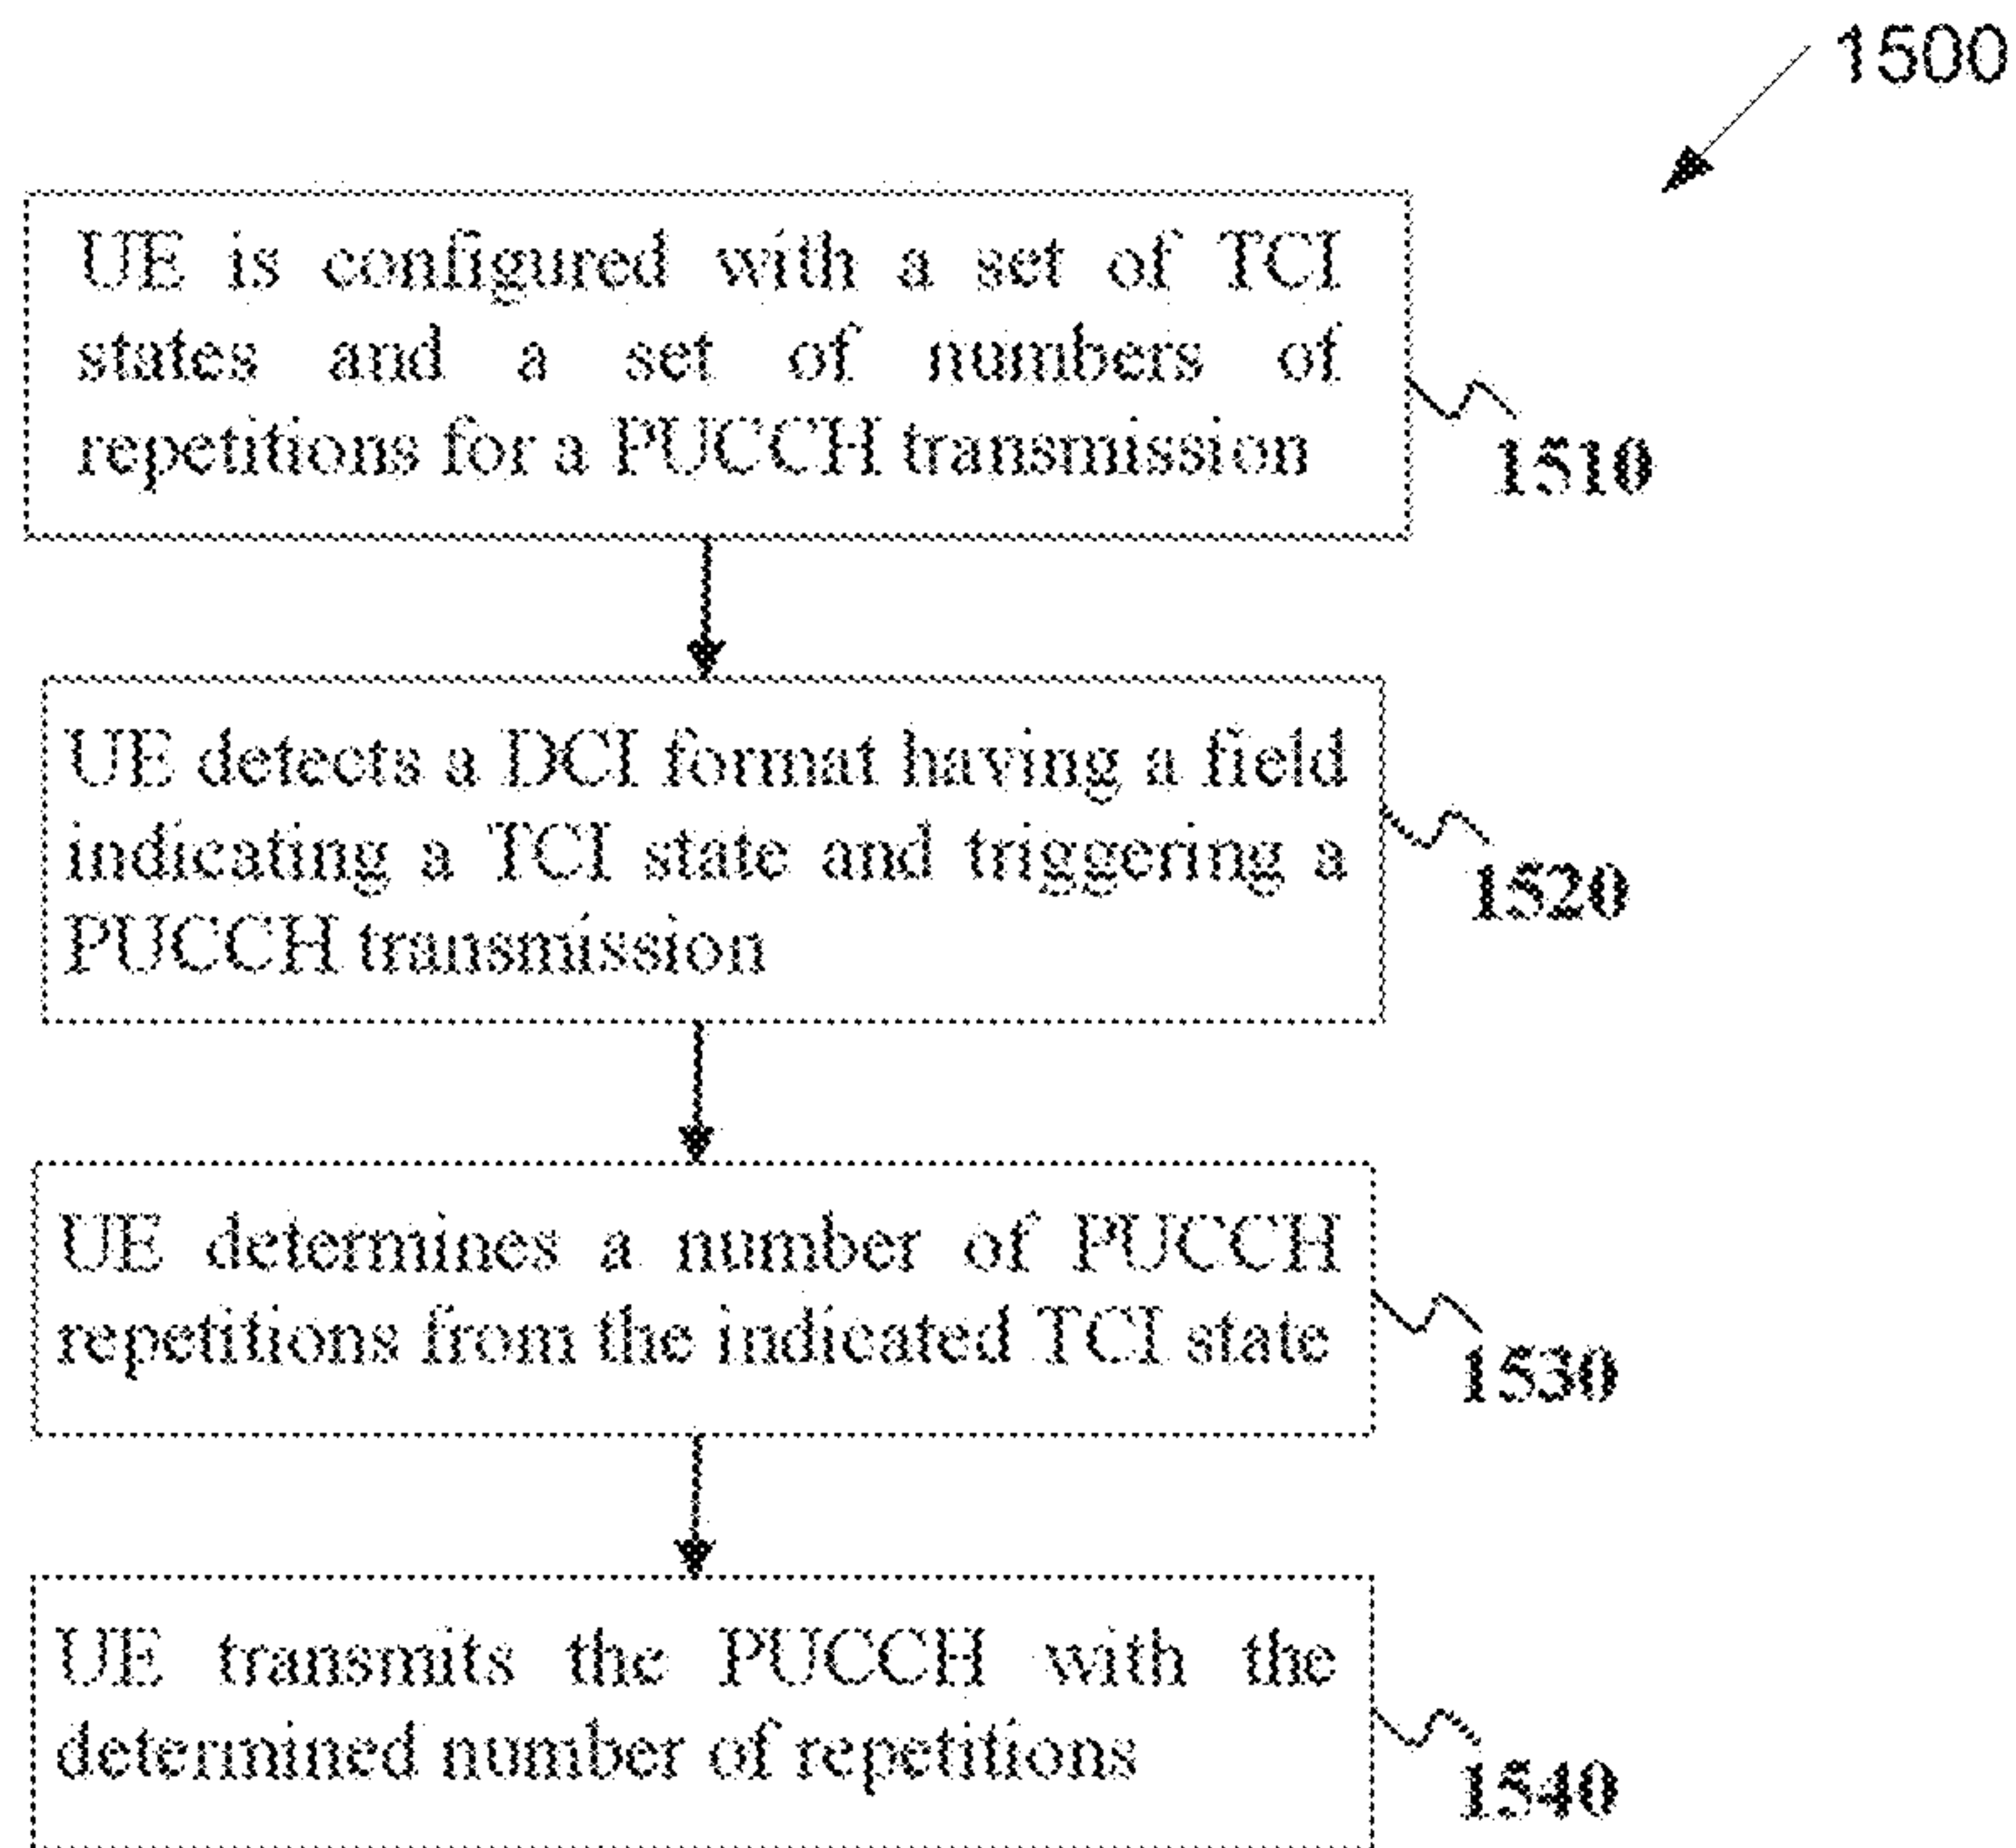 1500
UE is configured with a set of TCI
states and a set of numbers of
repetitions for a PUCCH transmission
1510
UE detects a DCI format having a field
indicating a TCI state and triggering a
PUCCH transmission
1520
UE determines a number of PUCCH
repetitions from the indicated TCI state
1530
UE transmits the PUCCH with the
determined number of repetitions
1540